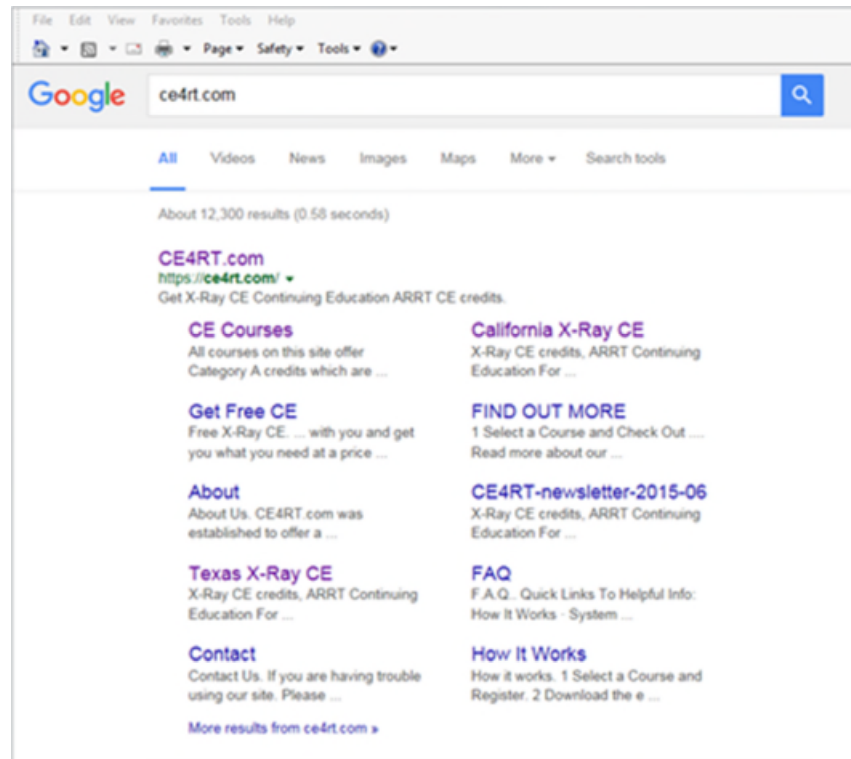 File Edit View Favorites Tools Help
Page Safety Tools
Google ce4rt.com
All Videos News Images Maps More Search tools
About 12,300 results (0.58 seconds)
CE4RT.com
https://ce4rt.com/
Get X-Ray CE Continuing Education ARRT CE credits.
CE Courses
All courses on this site offer
Category A credits which are ...
California X-Ray CE
X-Ray CE credits, ARRT Continuing
Education For ...
Get Free CE
Free X-Ray CE. ... with you and get
you what you need at a price ...
FIND OUT MORE
1 Select a Course and Check Out ....
Read more about our ...
About
About Us. CE4RT.com was
established to offer a ...
CE4RT-newsletter-2015-06
X-Ray CE credits, ARRT Continuing
Education For ...
Texas X-Ray CE
X-Ray CE credits, ARRT Continuing
Education For ...
FAQ
F.A.Q.. Quick Links To Helpful Info:
How It Works · System ...
Contact
Contact Us. If you are having trouble
using our site. Please ...
How It Works
How it works. 1 Select a Course and
Register. 2 Download the e ...
More results from ce4rt.com »